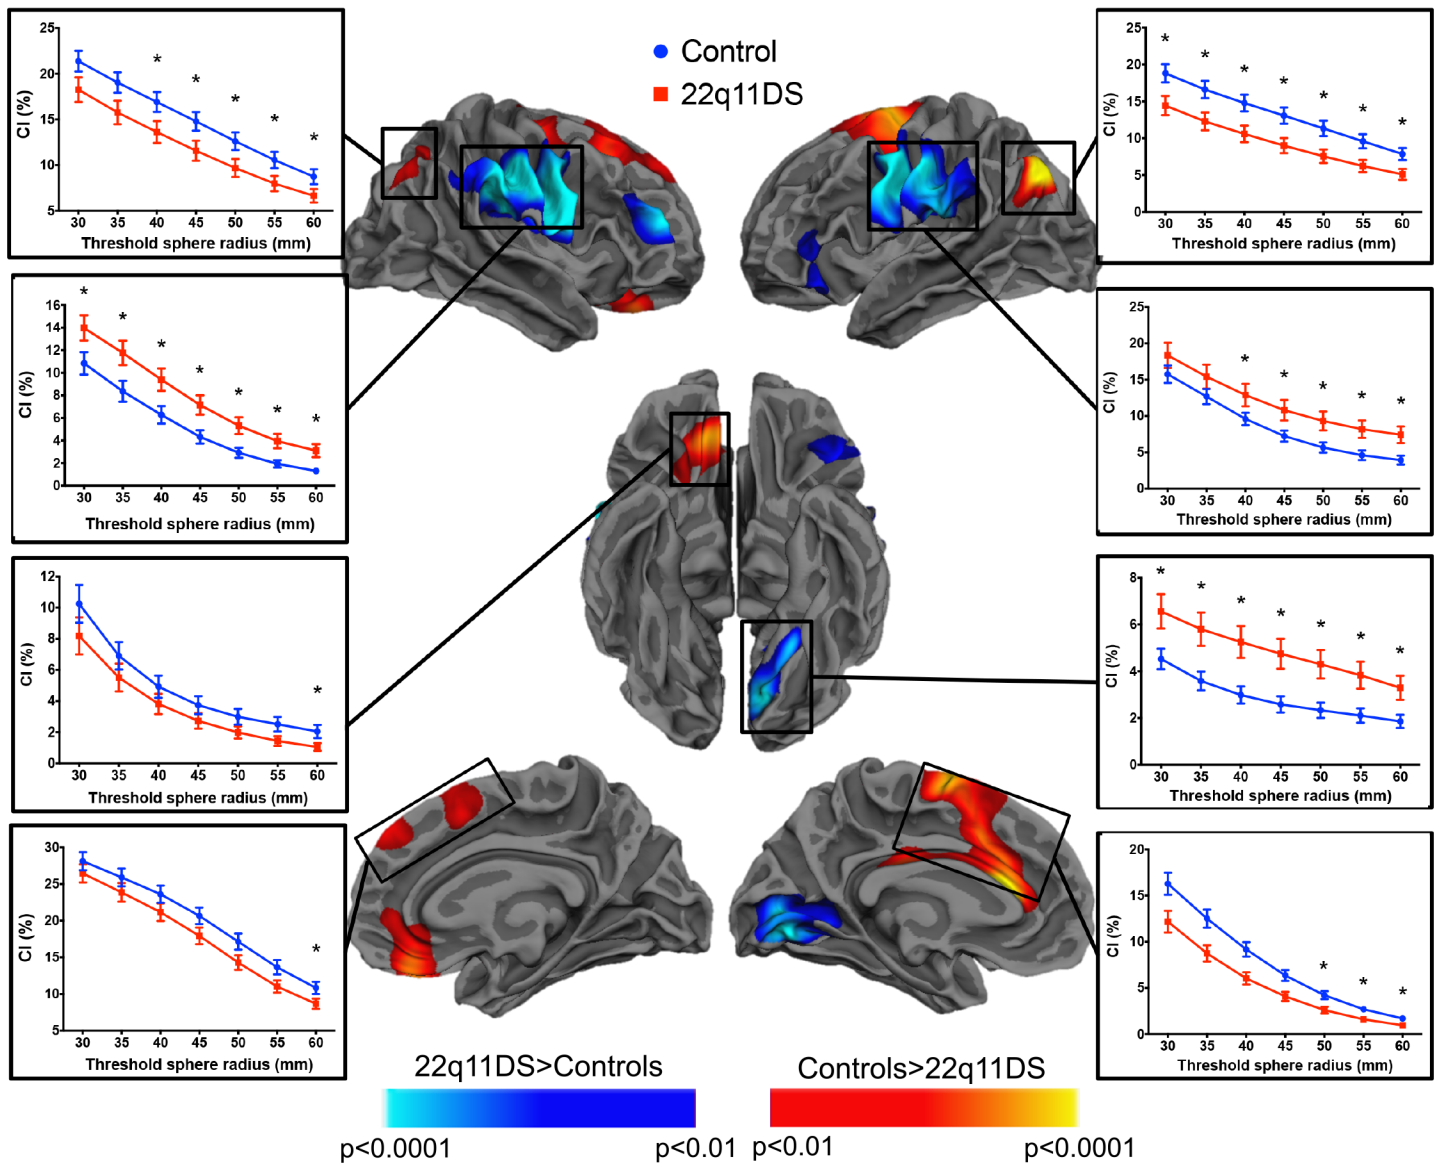 Control
22q11DS
25
20
15
10
5
CI (%)
*
*
*
*
*
30 35 40 45 50 55 60
Threshold sphere radius (mm)
25
20
15
10
5
0
CI (%)
*
*
*
*
*
*
*
30 35 40 45 50 55 60
Threshold sphere radius (mm)
16
14
12
10
8
6
4
2
0
CI (%)
*
*
*
*
*
*
*
30 35 40 45 50 55 60
Threshold sphere radius (mm)
25
20
15
10
5
0
CI (%)
*
*
*
*
*
30 35 40 45 50 55 60
Threshold sphere radius (mm)
12
10
8
6
4
2
0
CI (%)
*
30 35 40 45 50 55 60
Threshold sphere radius (mm)
8
6
4
2
0
CI (%)
*
*
*
*
*
*
*
30 35 40 45 50 55 60
Threshold sphere radius (mm)
30
25
20
15
10
5
CI (%)
*
30 35 40 45 50 55 60
Threshold sphere radius (mm)
20
15
10
5
0
CI (%)
*
*
*
30 35 40 45 50 55 60
Threshold sphere radius (mm)
22q11DS>Controls
p<0.0001 p<0.01
Controls>22q11DS
p<0.01 p<0.0001